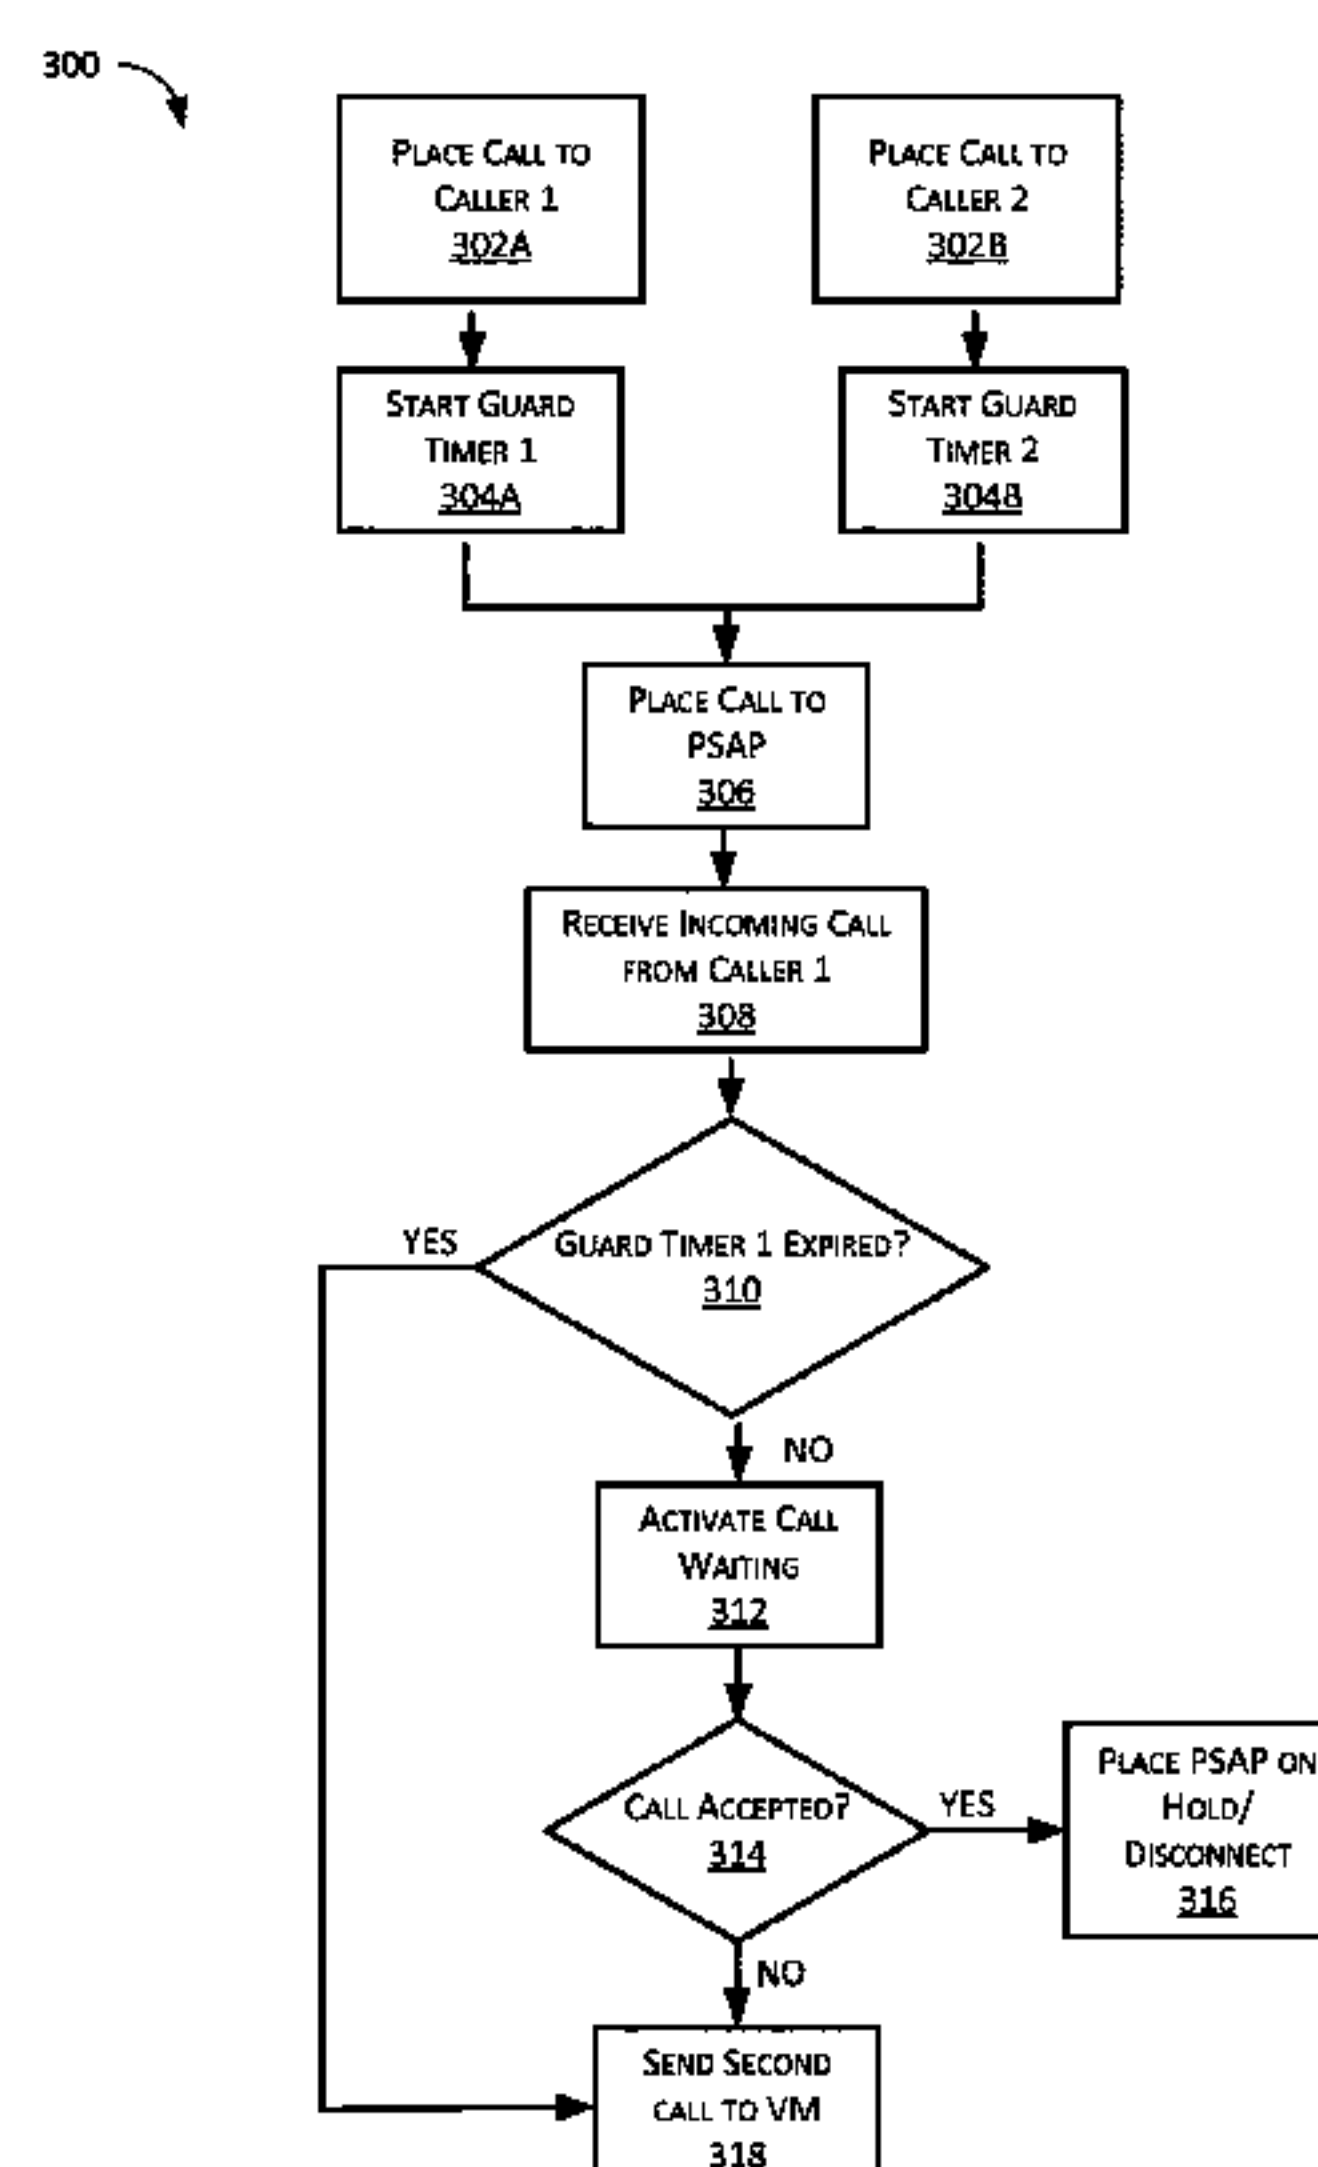 300
PLACE CALL TO
CALLER 1
302A
PLACE CALL TO
CALLER 2
302B
START GUARD
TIMER 1
304A
START GUARD
TIMER 2
304B
PLACE CALL TO
PSAP
306
RECEIVE INCOMING CALL
FROM CALLER 1
308
YES
GUARD TIMER 1 EXPIRED?
310
NO
ACTIVATE CALL
WAITING
312
CALL ACCEPTED?
314
YES
PLACE PSAP ON
HOLD/
DISCONNECT
316
NO
SEND SECOND
CALL TO VM
318